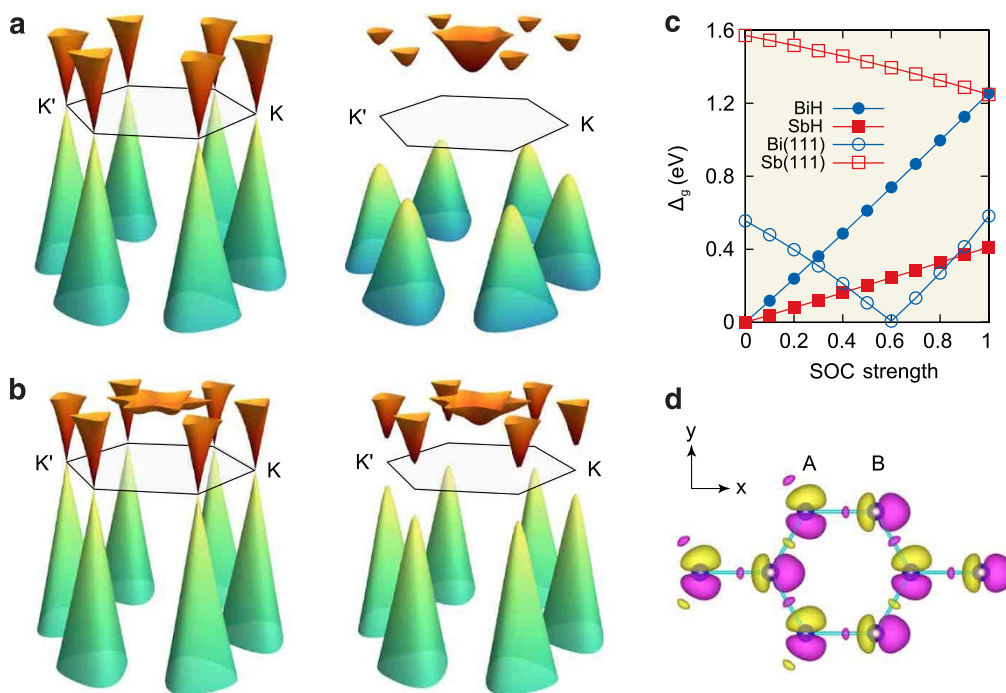 a
K'
K
K'
K
b
K'
K
K'
K
c
Δg (eV)
1.6
1.2
0.8
0.4
0
BiH
SbH
Bi(111)
Sb(111)
0 0.2 0.4 0.6 0.8 1
SOC strength
d
y
x
A B